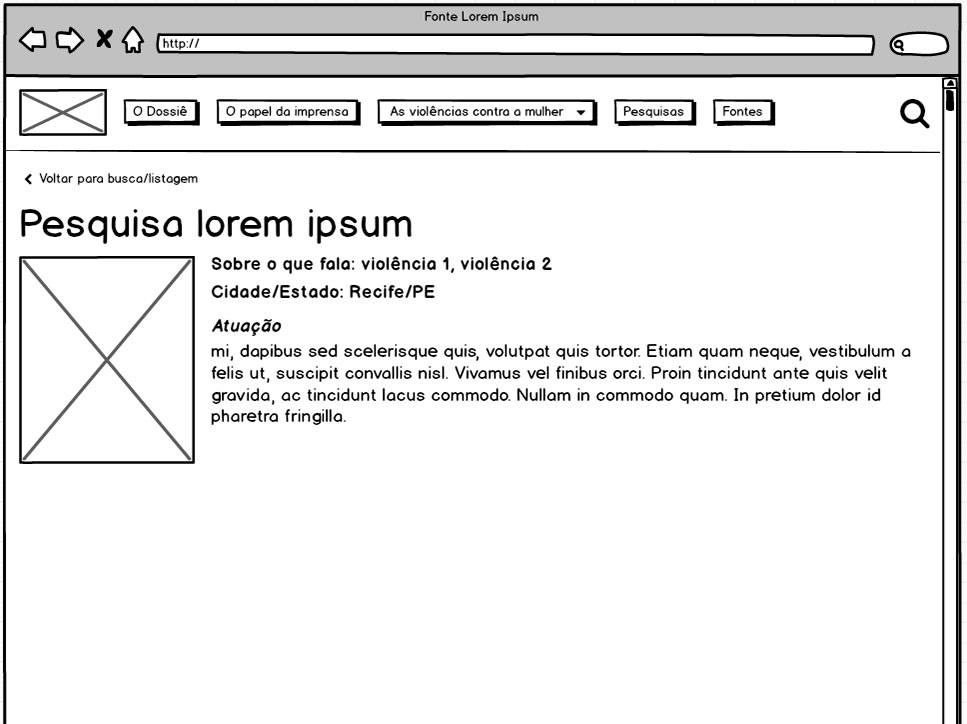 Fonte Lorem Ipsum
http://
O Dossiê
O papel da imprensa
As violências contra a mulher
Pesquisas
Fontes
Voltar para busca/listagem
Pesquisa lorem ipsum
Sobre o que fala: violência 1, violência 2
Cidade/Estado: Recife/PE
Atuação
mi, dapibus sed scelerisque quis, volutpat quis tortor. Etiam quam neque, vestibulum a
felis ut, suscipit convallis nisl. Vivamus vel finibus orci. Proin tincidunt ante quis velit
gravida, ac tincidunt lacus commodo. Nullam in commodo quam. In pretium dolor id
pharetra fringilla.